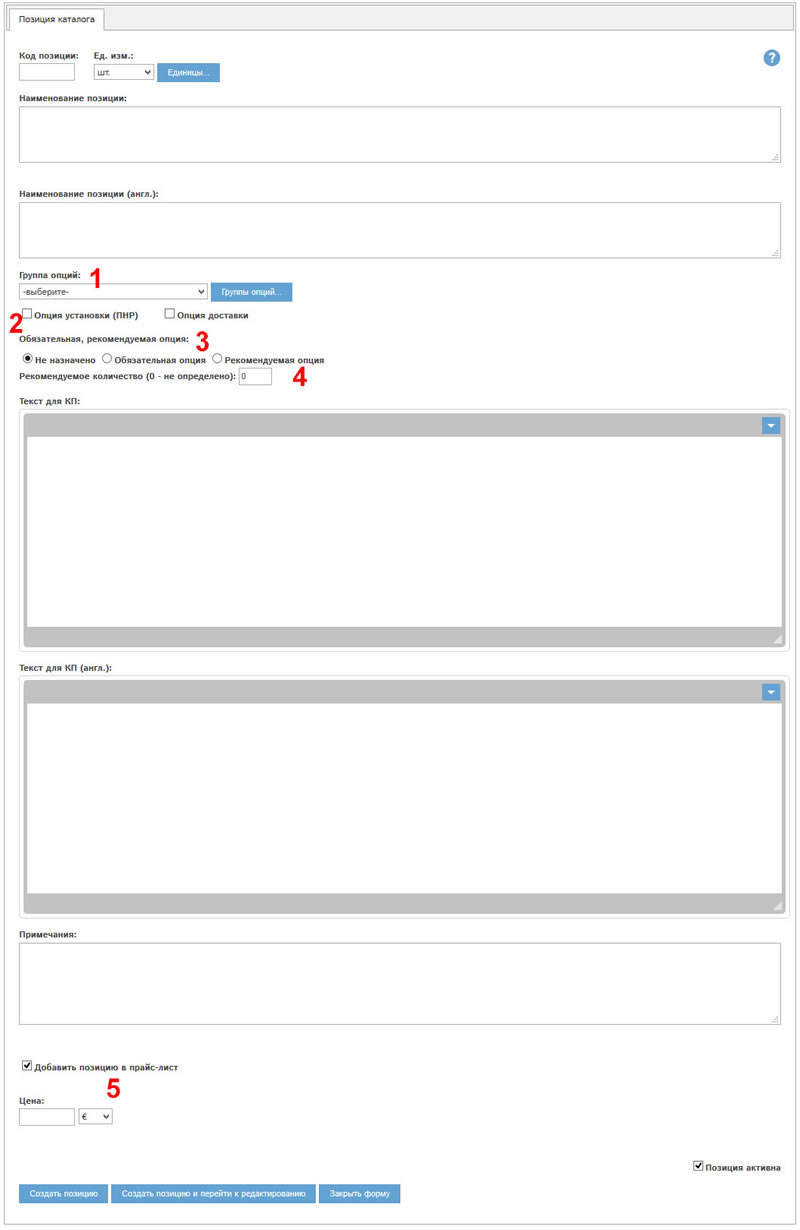 Позиция каталога
Код позиции: Ед. изм.:
шт. Единицы... ?
Наименование позиции:
Наименование позиции (англ.):
Группа опций: 1
-выберите- Группы опций...
2 Опция установки (ПНР) Опция доставки
Обязательная, рекомендуемая опция: 3
Не назначено Обязательная опция Рекомендуемая опция
Рекомендуемое количество (0 - не определено): 0 4
Текст для КП:
Текст для КП (англ.):
Примечания:
Добавить позицию в прайс-лист
5
Цена:
€
Позиция активна
Создать позицию Создать позицию и перейти к редактированию Закрыть форму